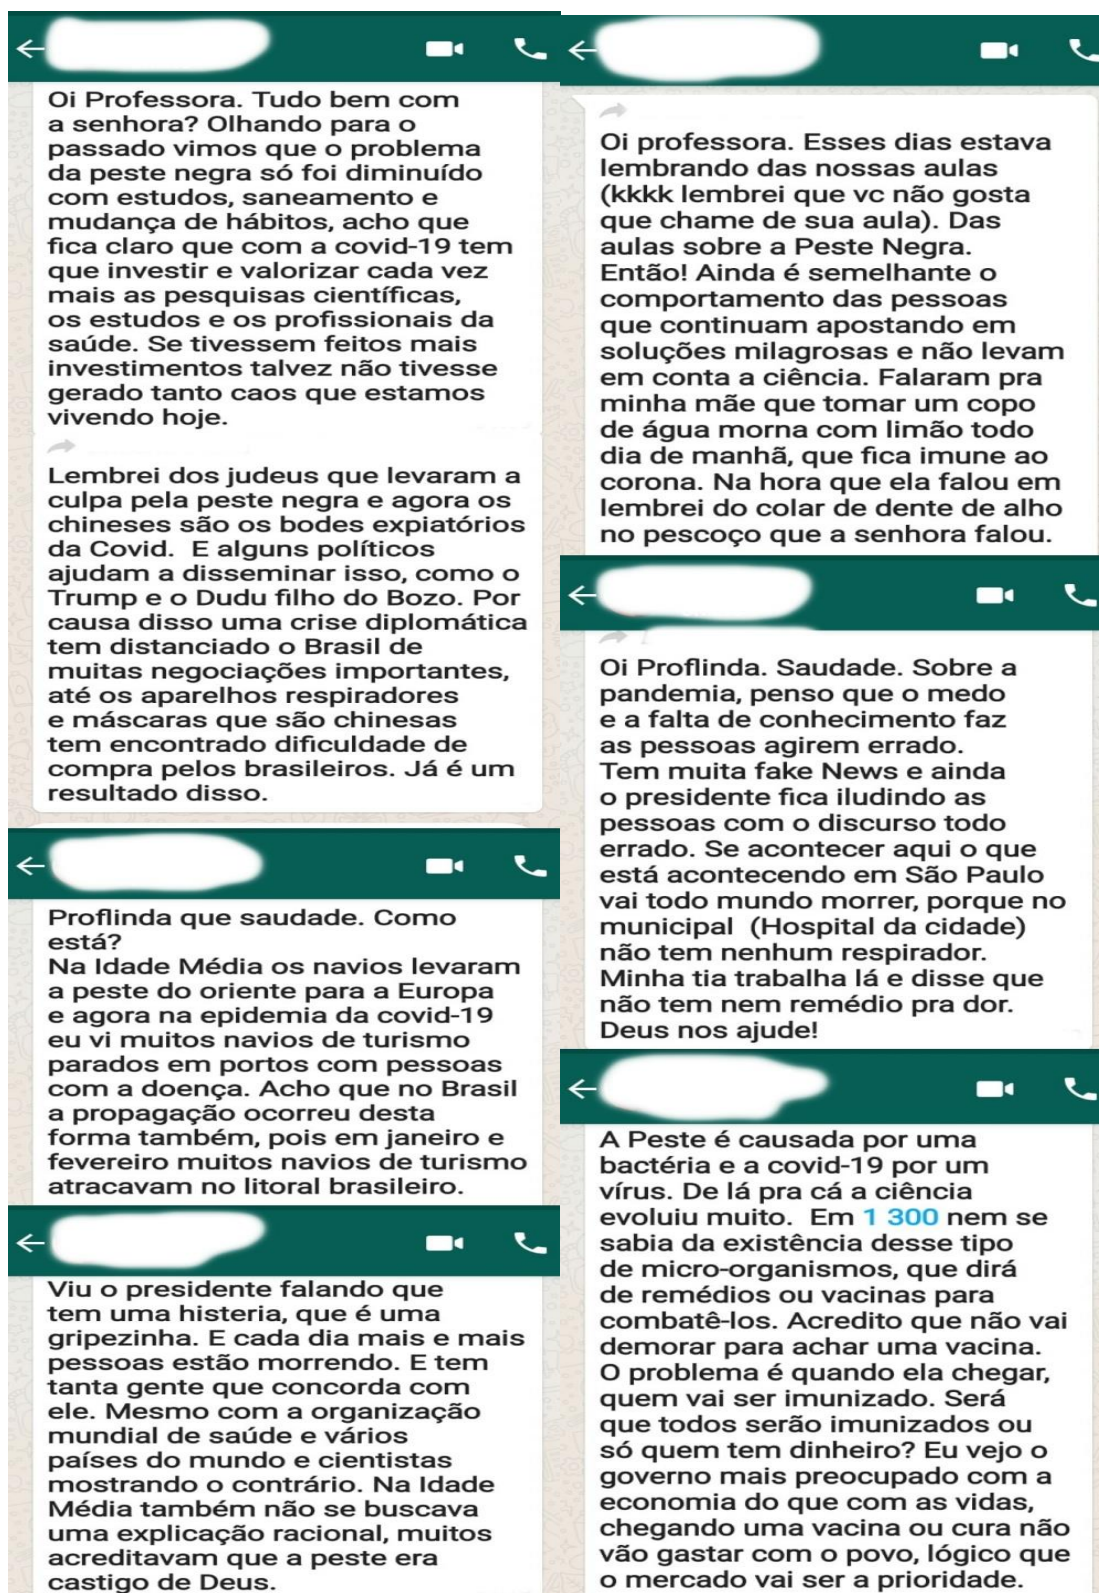 Oi Professora. Tudo bem com
a senhora? Olhando para o
passado vimos que o problema
da peste negra só foi diminuído
com estudos, saneamento e
mudança de hábitos, acho que
fica claro que com a covid-19 tem
que investir e valorizar cada vez
mais as pesquisas científicas,
os estudos e os profissionais da
saúde. Se tivessem feitos mais
investimentos talvez não tivesse
gerado tanto caos que estamos
vivendo hoje.
Lembrei dos judeus que levaram a
culpa pela peste negra e agora os
chineses são os bodes expiatórios
da Covid. E alguns políticos
ajudam a disseminar isso, como o
Trump e o Dudu filho do Bozo. Por
causa disso uma crise diplomática
tem distanciado o Brasil de
muitas negociações importantes,
até os aparelhos respiradores
e máscaras que são chinesas
tem encontrado dificuldade de
compra pelos brasileiros. Já é um
resultado disso.
Proflinda que saudade. Como
está?
Na Idade Média os navios levaram
a peste do oriente para a Europa
e agora na epidemia da covid-19
eu vi muitos navios de turismo
parados em portos com pessoas
com a doença. Acho que no Brasil
a propagação ocorreu desta
forma também, pois em janeiro e
fevereiro muitos navios de turismo
atracavam no litoral brasileiro.
Viu o presidente falando que
tem uma histeria, que é uma
gripezinha. E cada dia mais e mais
pessoas estão morrendo. E tem
tanta gente que concorda com
ele. Mesmo com a organização
mundial de saúde e vários
países do mundo e cientistas
mostrando o contrário. Na Idade
Média também não se buscava
uma explicação racional, muitos
acreditavam que a peste era
castigo de Deus.
Oi professora. Esses dias estava
lembrando das nossas aulas
(kkkk lembrei que vc não gosta
que chame de sua aula). Das
aulas sobre a Peste Negra.
Então! Ainda é semelhante o
comportamento das pessoas
que continuam apostando em
soluções milagrosas e não levam
em conta a ciência. Falaram pra
minha mãe que tomar um copo
de água morna com limão todo
dia de manhã, que fica imune ao
corona. Na hora que ela falou em
lembrei do colar de dente de alho
no pescoço que a senhora falou.
Oi Proflinda. Saudade. Sobre a
pandemia, penso que o medo
e a falta de conhecimento faz
as pessoas agirem errado.
Tem muita fake News e ainda
o presidente fica iludindo as
pessoas com o discurso todo
errado. Se acontecer aqui o que
está acontecendo em São Paulo
vai todo mundo morrer, porque no
municipal (Hospital da cidade)
não tem nenhum respirador.
Minha tia trabalha lá e disse que
não tem nem remédio pra dor.
Deus nos ajude!
A Peste é causada por uma
bactéria e a covid-19 por um
vírus. De lá pra cá a ciência
evoluiu muito. Em 1 300 nem se
sabia da existência desse tipo
de micro-organismos, que dirá
de remédios ou vacinas para
combatê-los. Acredito que não vai
demorar para achar uma vacina.
O problema é quando ela chegar,
quem vai ser imunizado. Será
que todos serão imunizados ou
só quem tem dinheiro? Eu vejo o
governo mais preocupado com a
economia do que com as vidas,
chegando uma vacina ou cura não
vão gastar com o povo, lógico que
o mercado vai ser a prioridade.